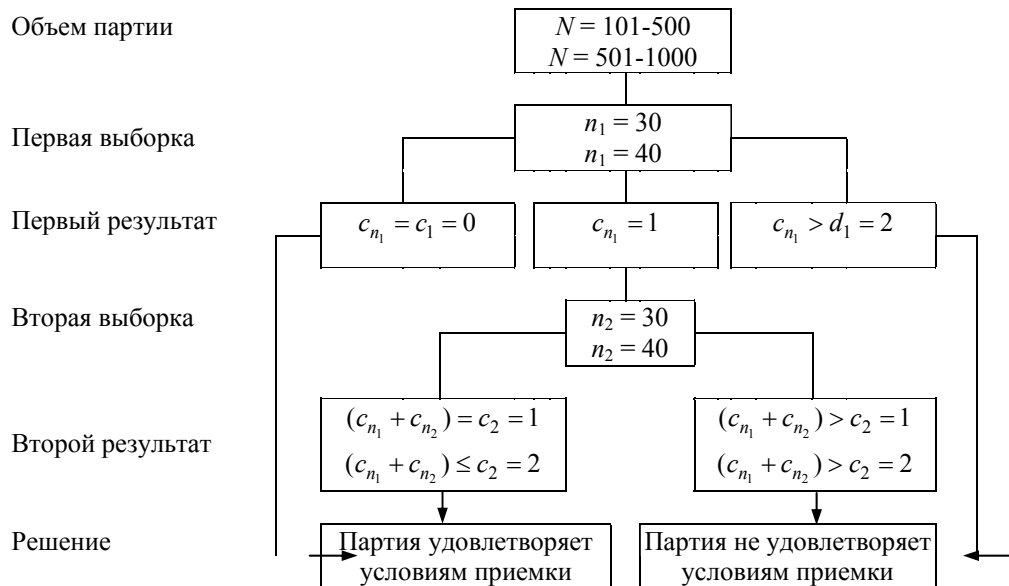 Объем партии
N = 101-500
N = 501-1000
Первая выборка
n₁ = 30
n₁ = 40
Первый результат
c_{n₁} = c₁ = 0
c_{n₁} = 1
c_{n₁} > d₁ = 2
Вторая выборка
n₂ = 30
n₂ = 40
Второй результат
(c_{n₁} + c_{n₂}) = c₂ = 1
(c_{n₁} + c_{n₂}) ≤ c₂ = 2
(c_{n₁} + c_{n₂}) > c₂ = 1
(c_{n₁} + c_{n₂}) > c₂ = 2
Решение
Партия удовлетворяет
условиям приемки
Партия не удовлетворяет
условиям приемки